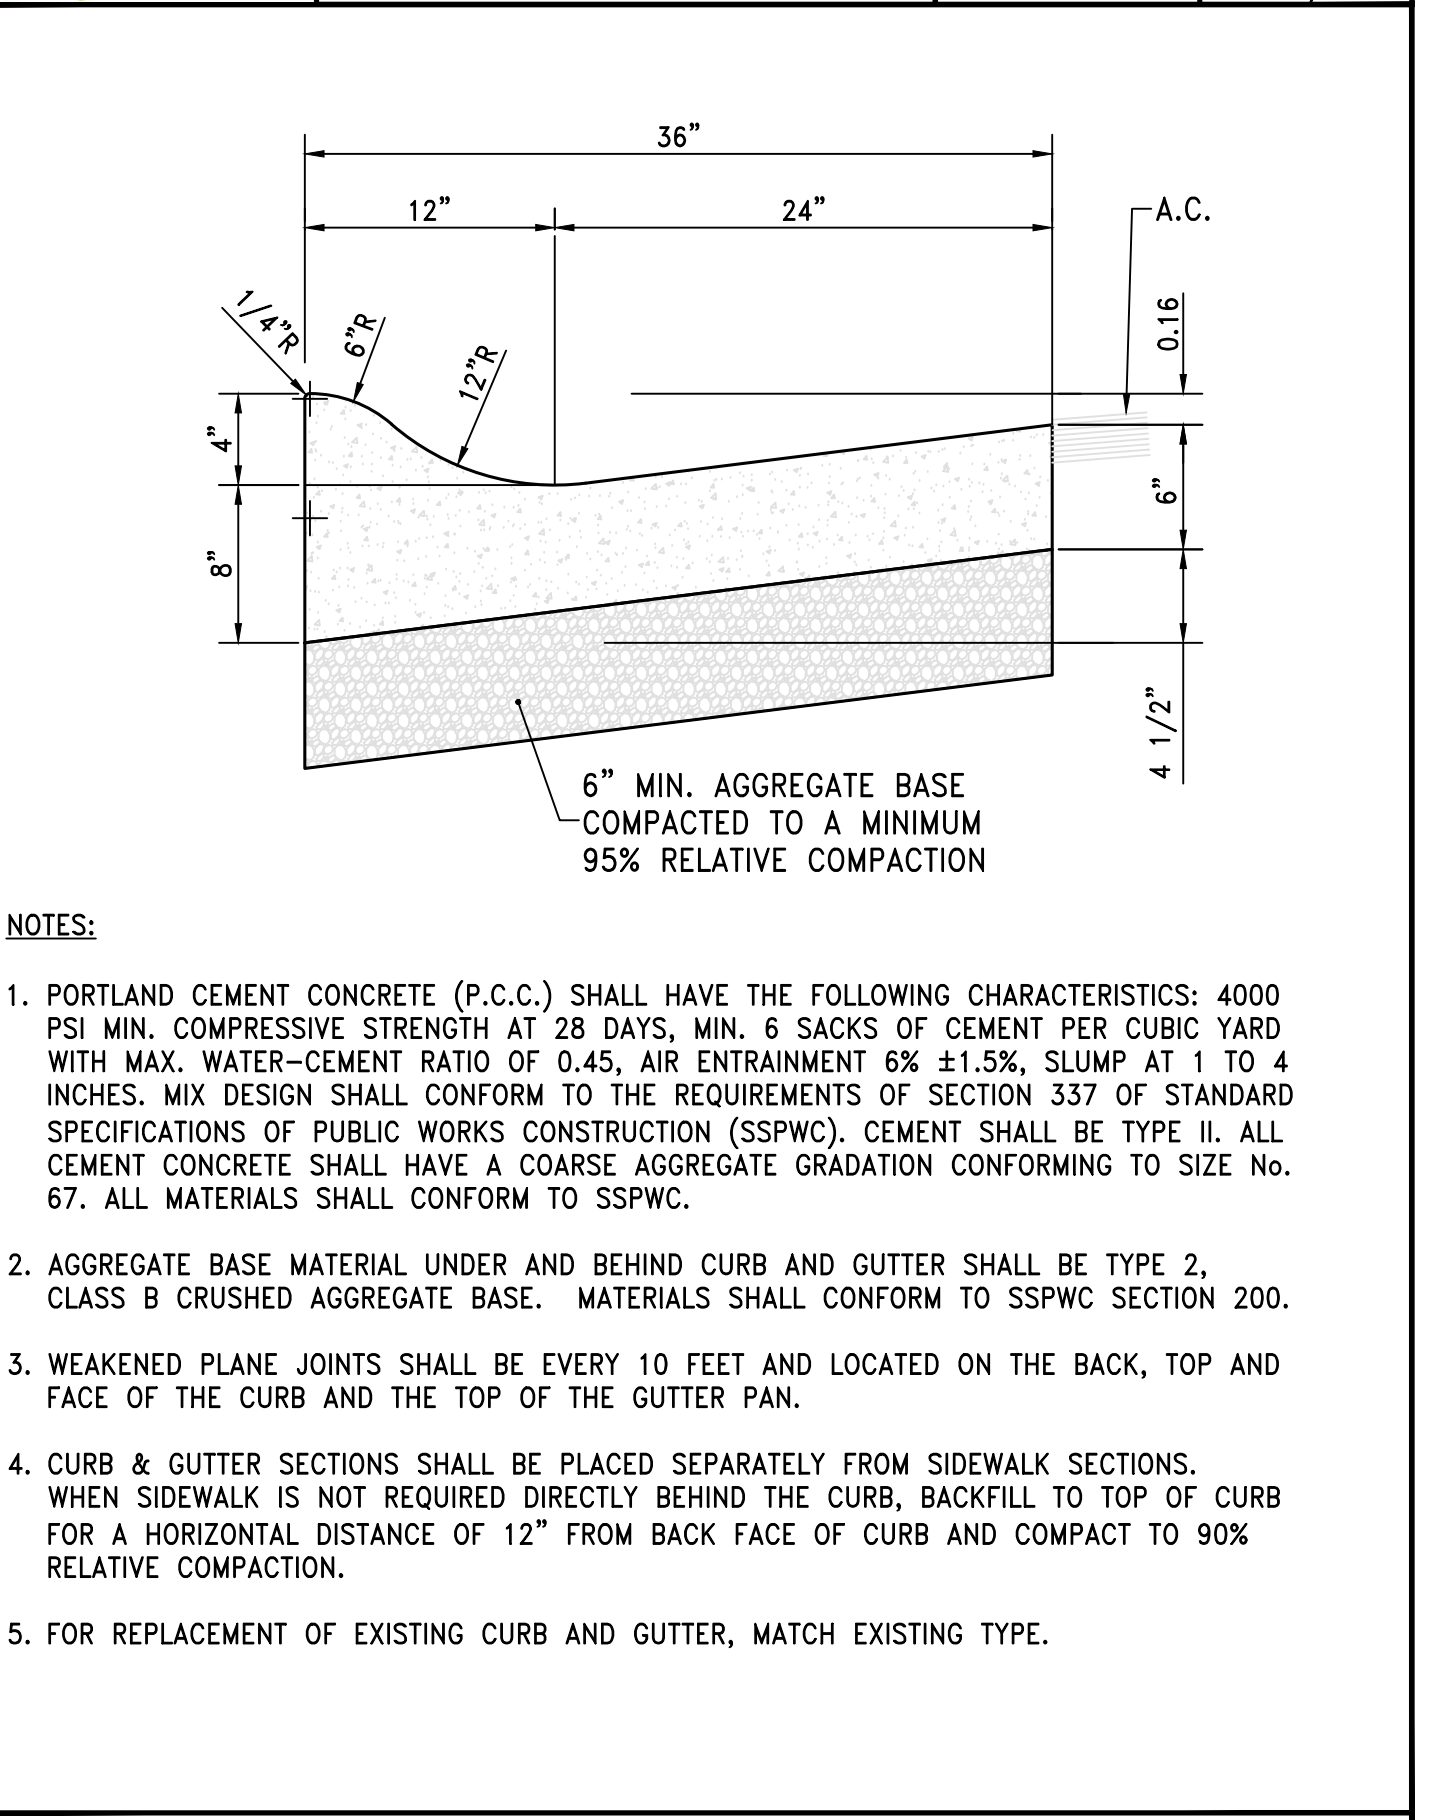 36”
12”
24”
A.C.
1/4”R
6”R
12”R
0.16
4”
6”
8”
4 1/2”
6” MIN. AGGREGATE BASE
COMPACTED TO A MINIMUM
95% RELATIVE COMPACTION
NOTES:
1. PORTLAND CEMENT CONCRETE (P.C.C.) SHALL HAVE THE FOLLOWING CHARACTERISTICS: 4000
PSI MIN. COMPRESSIVE STRENGTH AT 28 DAYS, MIN. 6 SACKS OF CEMENT PER CUBIC YARD
WITH MAX. WATER-CEMENT RATIO OF 0.45, AIR ENTRAINMENT 6% ±1.5%, SLUMP AT 1 TO 4
INCHES. MIX DESIGN SHALL CONFORM TO THE REQUIREMENTS OF SECTION 337 OF STANDARD
SPECIFICATIONS OF PUBLIC WORKS CONSTRUCTION (SSPWC). CEMENT SHALL BE TYPE II. ALL
CEMENT CONCRETE SHALL HAVE A COARSE AGGREGATE GRADATION CONFORMING TO SIZE No.
67. ALL MATERIALS SHALL CONFORM TO SSPWC.
2. AGGREGATE BASE MATERIAL UNDER AND BEHIND CURB AND GUTTER SHALL BE TYPE 2,
CLASS B CRUSHED AGGREGATE BASE. MATERIALS SHALL CONFORM TO SSPWC SECTION 200.
3. WEAKENED PLANE JOINTS SHALL BE EVERY 10 FEET AND LOCATED ON THE BACK, TOP AND
FACE OF THE CURB AND THE TOP OF THE GUTTER PAN.
4. CURB & GUTTER SECTIONS SHALL BE PLACED SEPARATELY FROM SIDEWALK SECTIONS.
WHEN SIDEWALK IS NOT REQUIRED DIRECTLY BEHIND THE CURB, BACKFILL TO TOP OF CURB
FOR A HORIZONTAL DISTANCE OF 12” FROM BACK FACE OF CURB AND COMPACT TO 90%
RELATIVE COMPACTION.
5. FOR REPLACEMENT OF EXISTING CURB AND GUTTER, MATCH EXISTING TYPE.